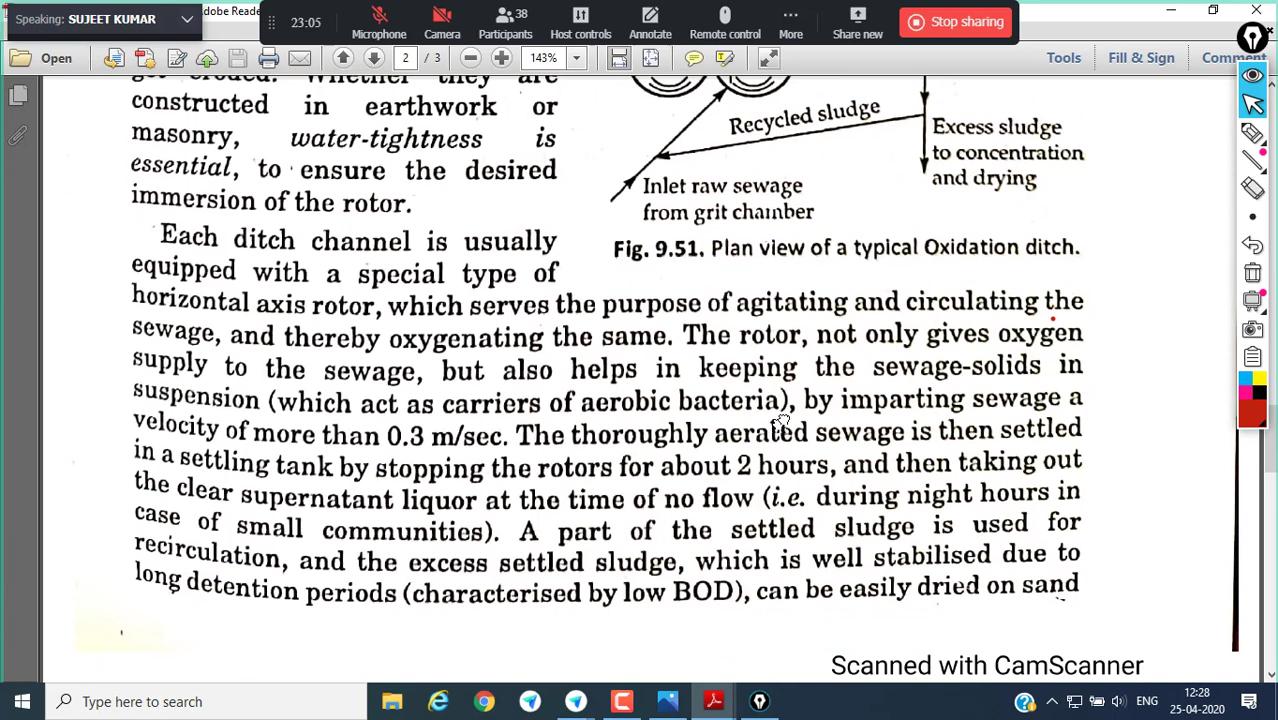 Speaking: SUJEET KUMAR
23:05
38
Microphone
Camera
Participants
Host controls
Annotate
Remote control
More
Share new
Stop sharing
Adobe Reader
Open
2 / 3
143%
Tools
Fill & Sign
Comment
get eroded. Whether they are
constructed in earthwork or
masonry, water-tightness is
essential, to ensure the desired
immersion of the rotor.
Recycled sludge
Excess sludge
to concentration
and drying
Inlet raw sewage
from grit chamber
Fig. 9.51. Plan view of a typical Oxidation ditch.
Each ditch channel is usually
equipped with a special type of
horizontal axis rotor, which serves the purpose of agitating and circulating the
sewage, and thereby oxygenating the same. The rotor, not only gives oxygen
supply to the sewage, but also helps in keeping the sewage-solids in
suspension (which act as carriers of aerobic bacteria), by imparting sewage a
velocity of more than 0.3 m/sec. The thoroughly aerated sewage is then settled
in a settling tank by stopping the rotors for about 2 hours, and then taking out
the clear supernatant liquor at the time of no flow (i.e. during night hours in
case of small communities). A part of the settled sludge is used for
recirculation, and the excess settled sludge, which is well stabilised due to
long detention periods (characterised by low BOD), can be easily dried on sand
Scanned with CamScanner
Type here to search
ENG
12:28
25-04-2020